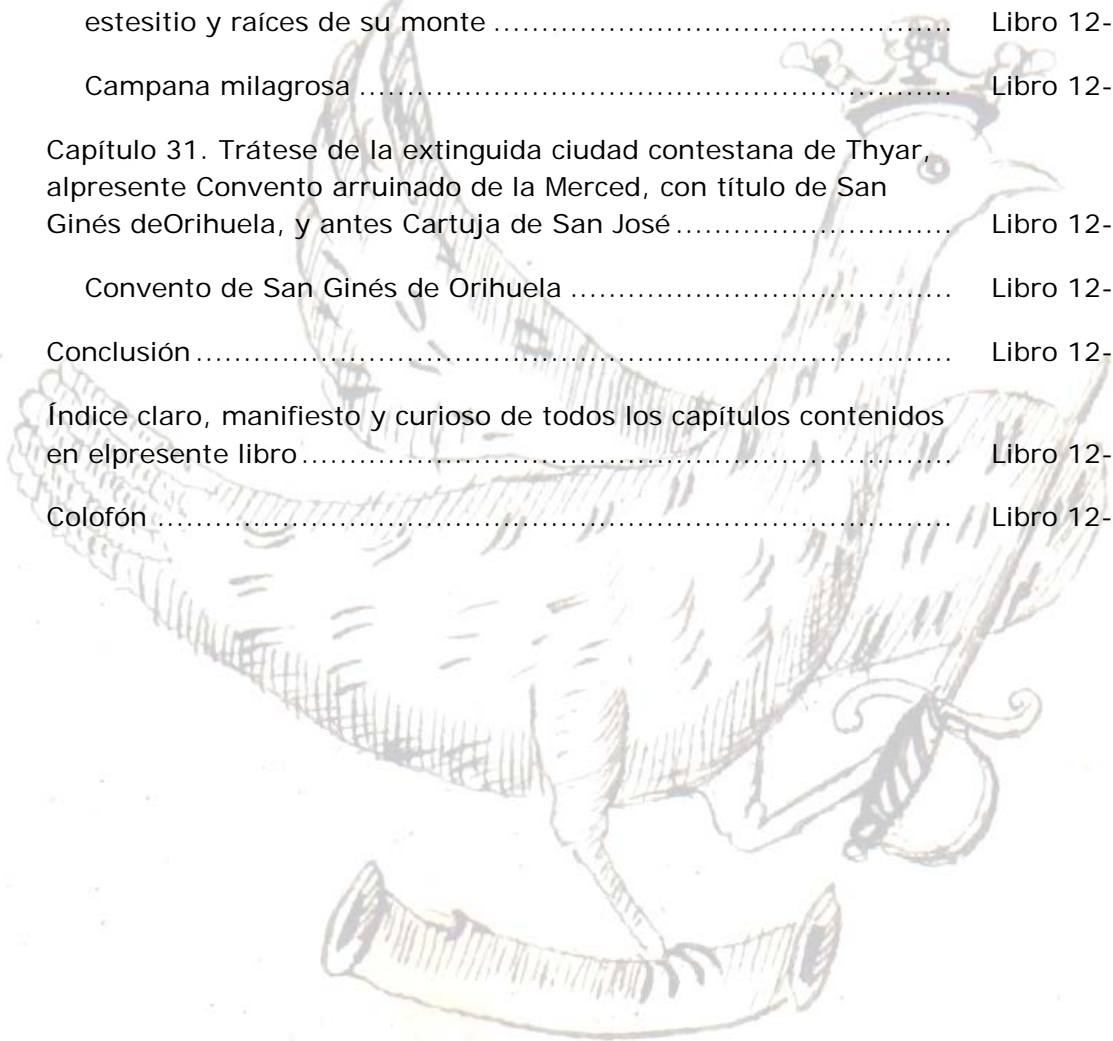 estesitio y raíces de su monte ................................................ Libro 12-
Campana milagrosa .............................................................. Libro 12-
Capítulo 31. Trátese de la extinguida ciudad contestana de Thyar,
alpresente Convento arruinado de la Merced, con título de San
Ginés deOrihuela, y antes Cartuja de San José ............................. Libro 12-
Convento de San Ginés de Orihuela ........................................ Libro 12-
Conclusión ............................................................................... Libro 12-
Índice claro, manifiesto y curioso de todos los capítulos contenidos
en elpresente libro .................................................................... Libro 12-
Colofón ................................................................................... Libro 12-